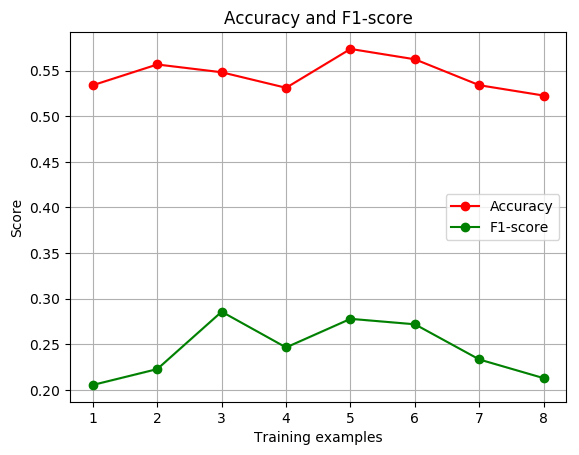 Accuracy and F1-score
Score
0.55
0.50
0.45
0.40
0.35
0.30
0.25
0.20
Accuracy
F1-score
1 2 3 4 5 6 7 8
Training examples